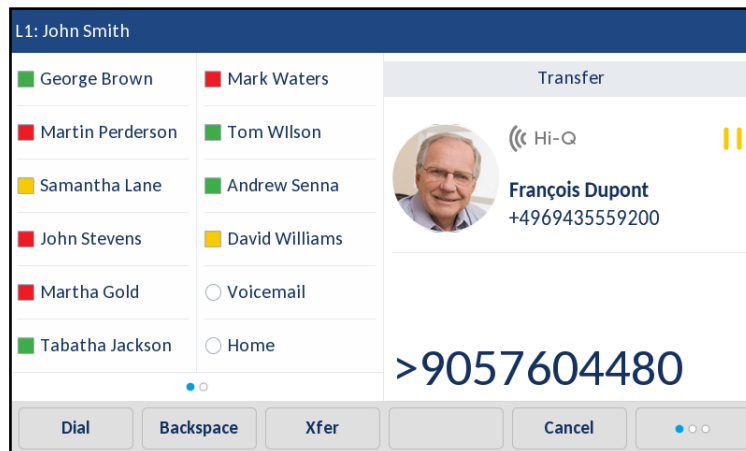 L1: John Smith
George Brown
Mark Waters
Martin Perderson
Tom WIlson
Samantha Lane
Andrew Senna
John Stevens
David Williams
Martha Gold
Voicemail
Tabatha Jackson
Home
Transfer
Hi-Q
François Dupont
+4969435559200
>9057604480
Dial
Backspace
Xfer
Cancel